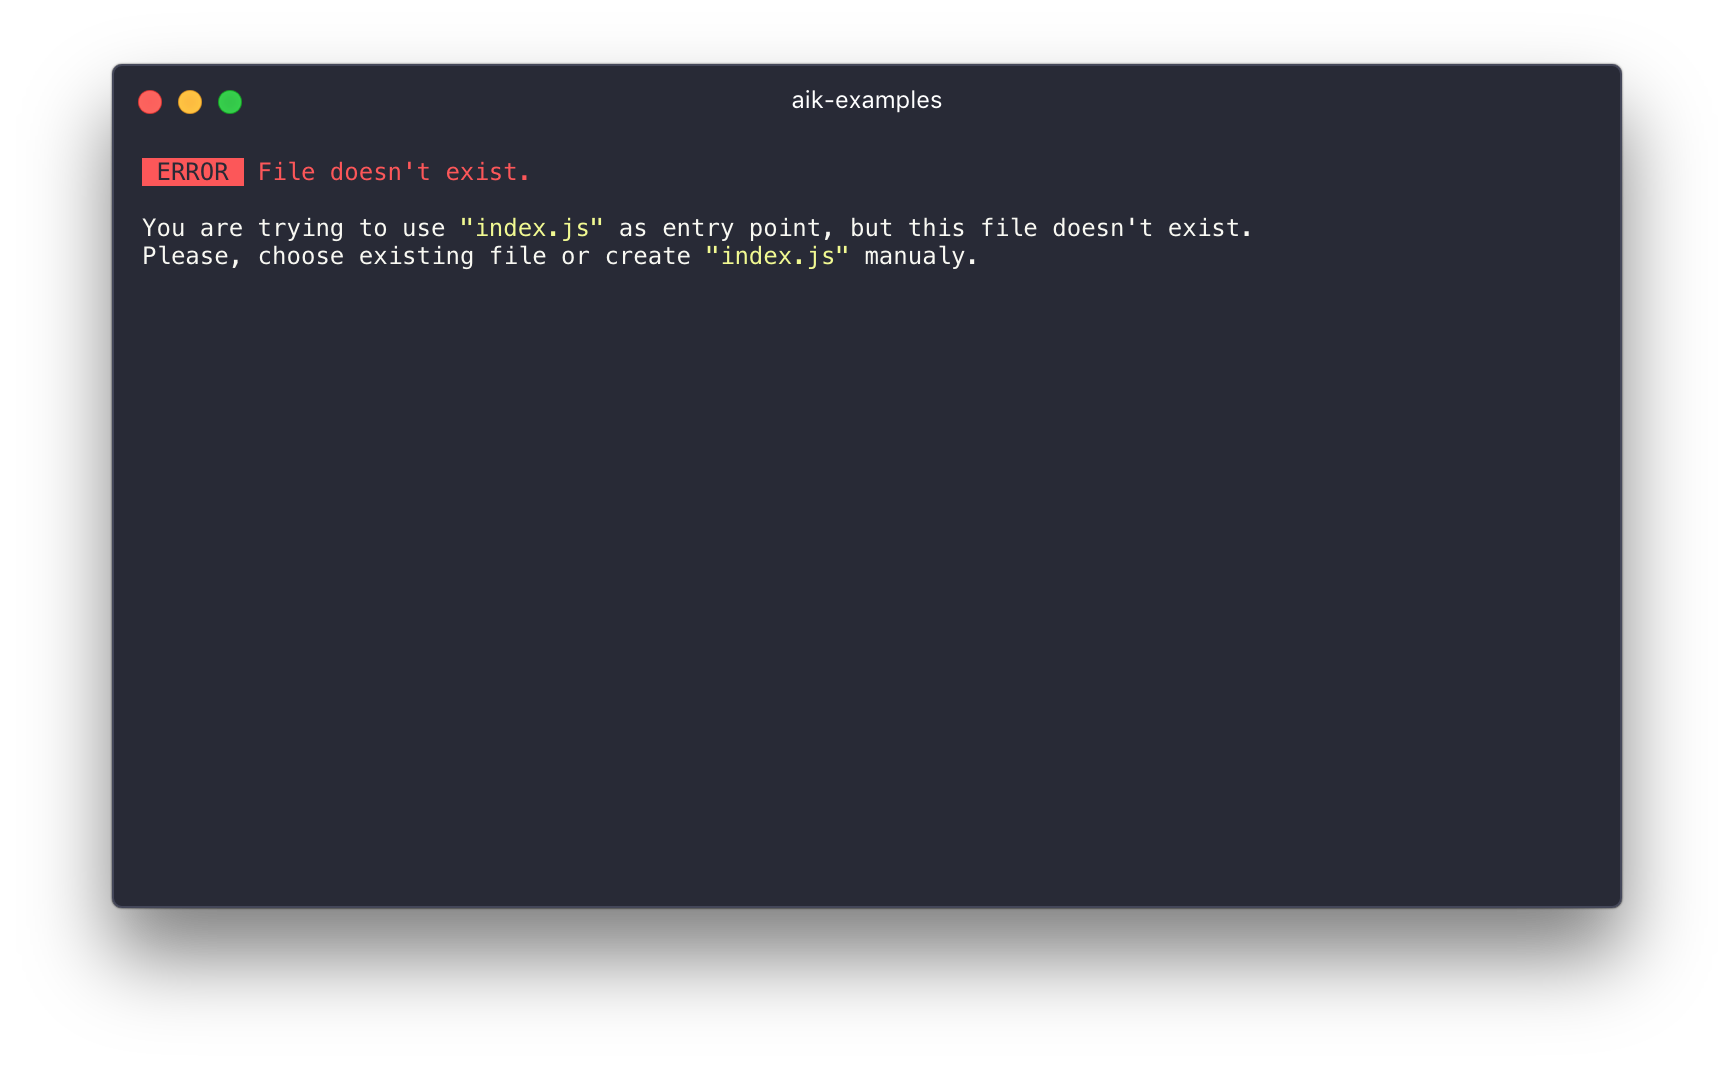 aik-examples
ERROR File doesn't exist.
You are trying to use "index.js" as entry point, but this file doesn't exist.
Please, choose existing file or create "index.js" manualy.